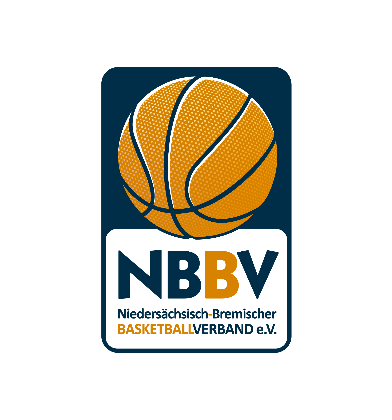 NBBV
Niedersächsisch-Bremischer
BASKETBALLVERBAND e.V.